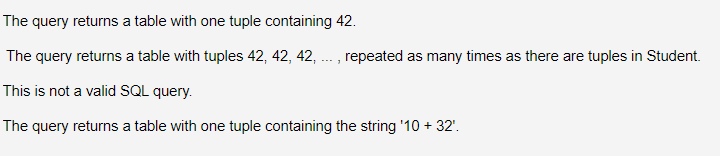 The query returns a table with one tuple containing 42.
The query returns a table with tuples 42, 42, 42, ... , repeated as many times as there are tuples in Student.
This is not a valid SQL query.
The query returns a table with one tuple containing the string '10 + 32'.